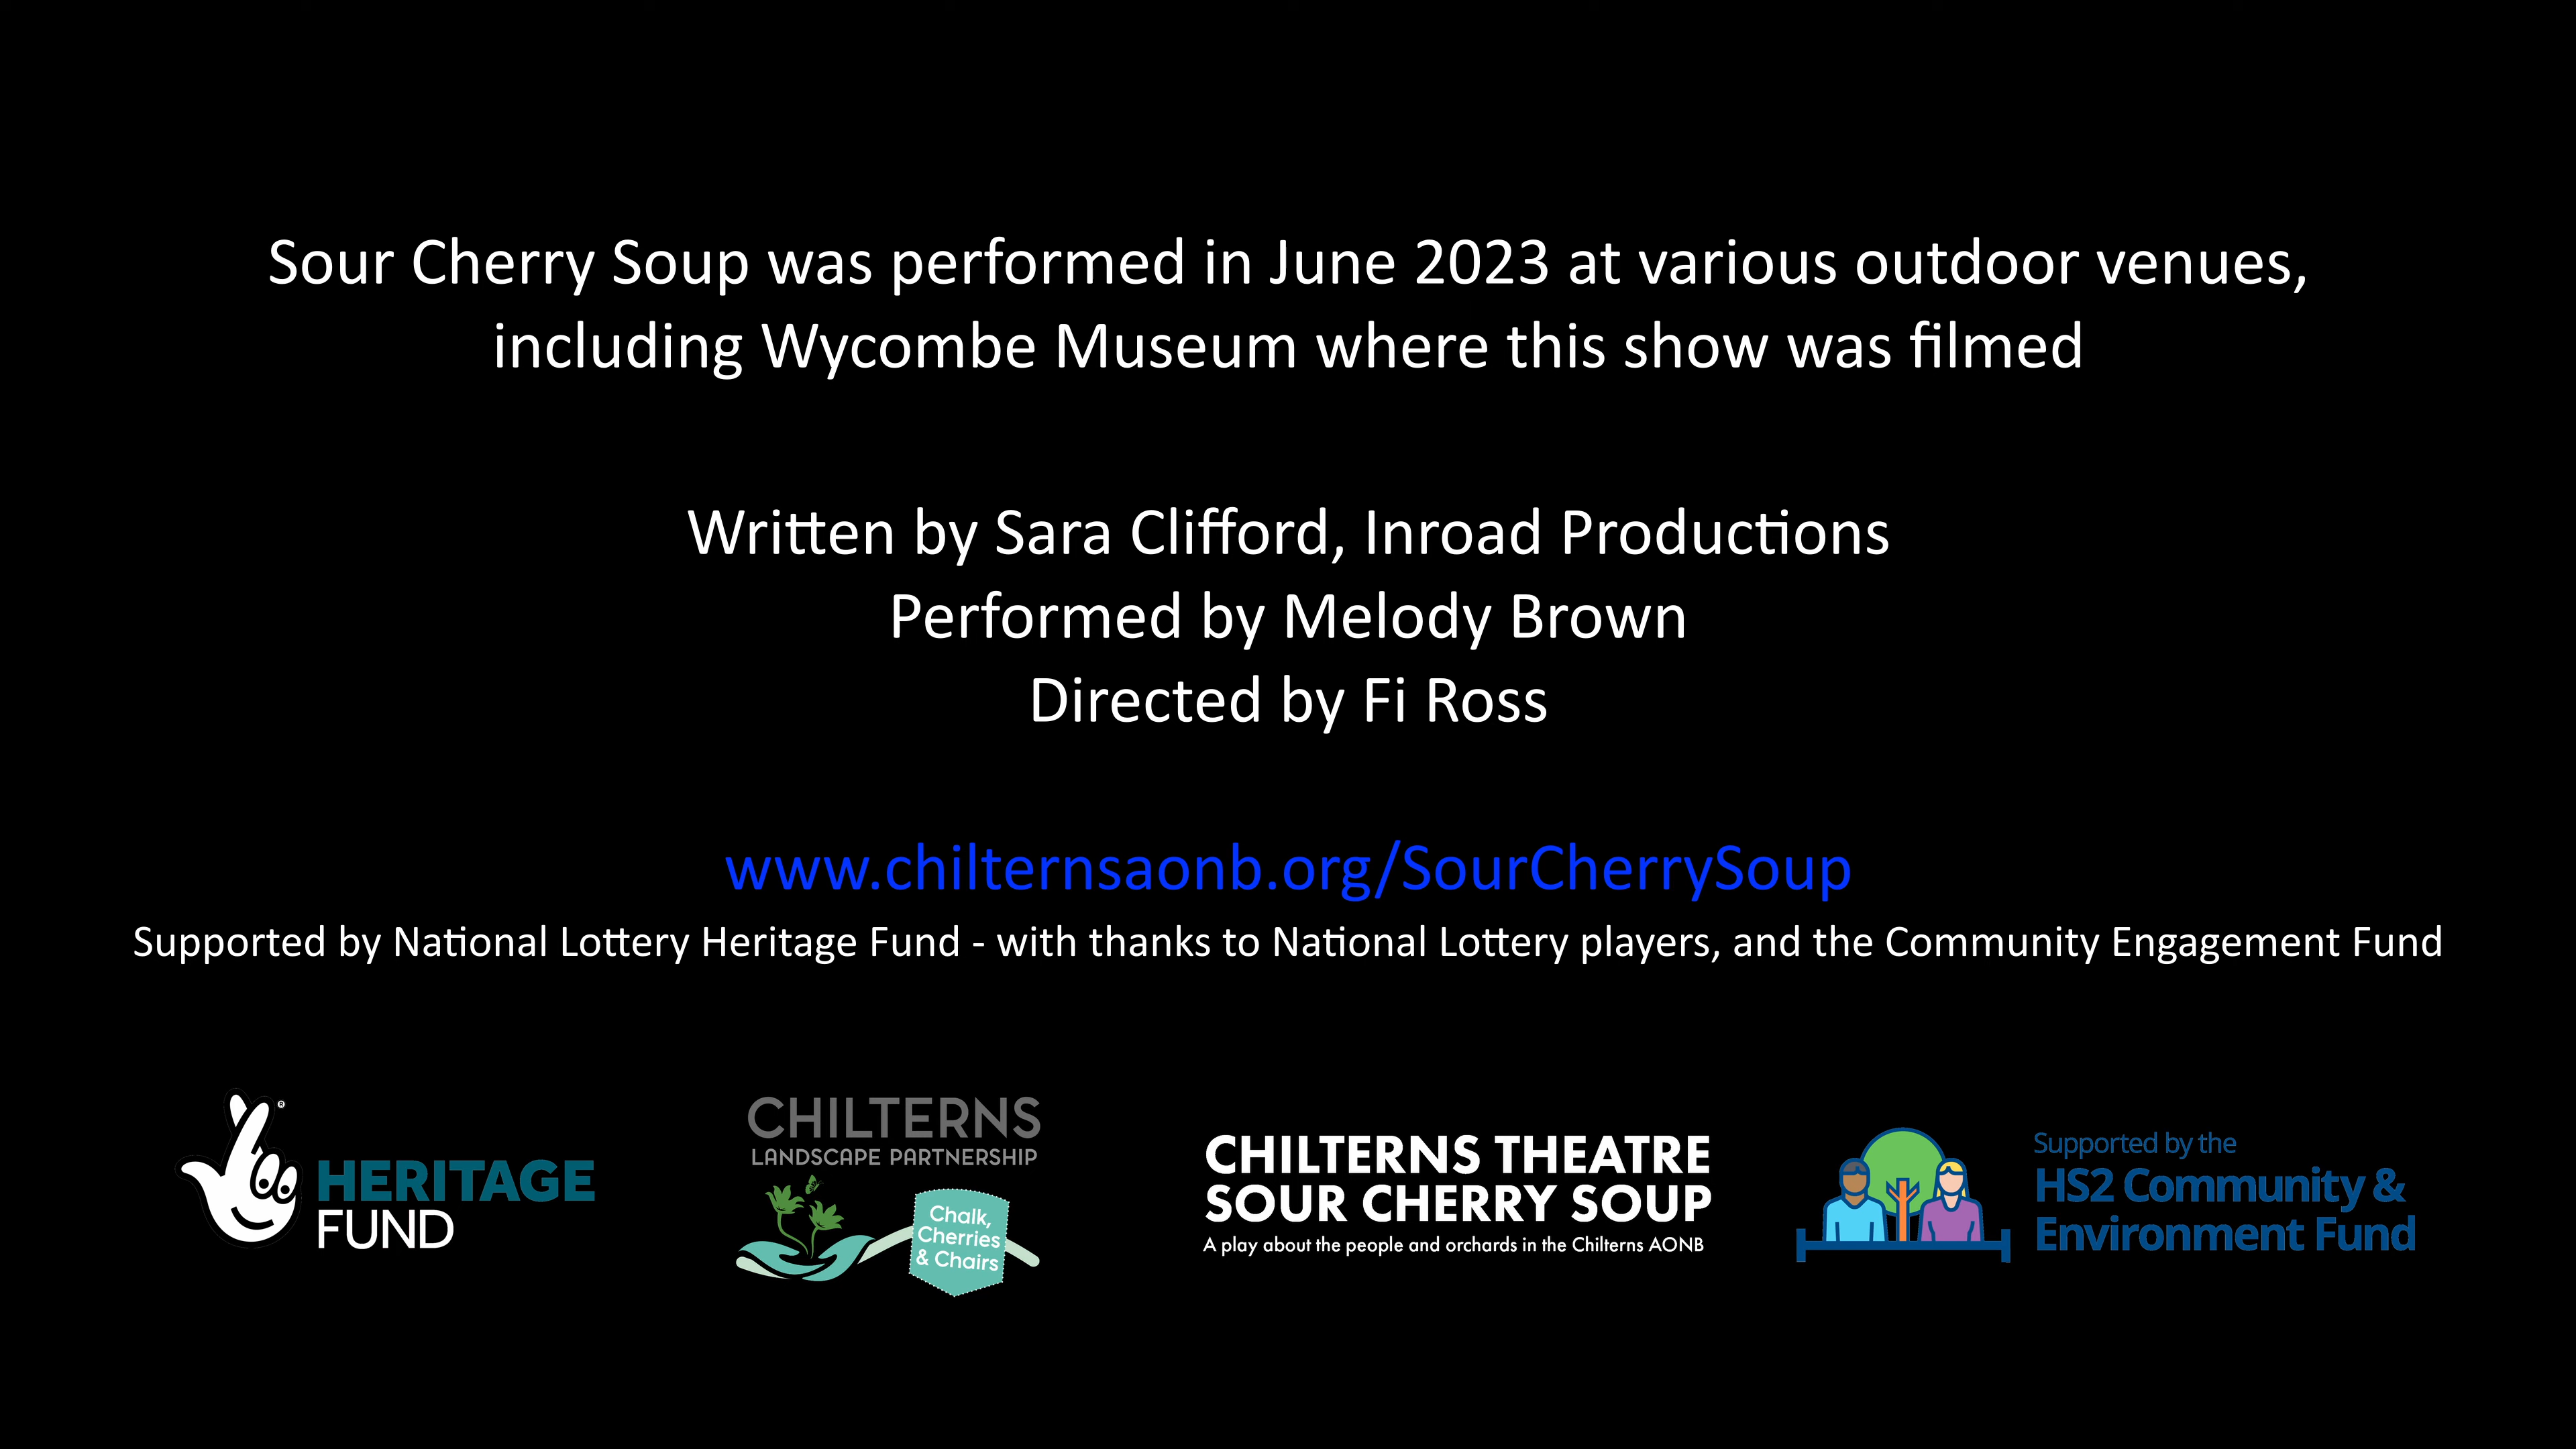 Sour Cherry Soup was performed in June 2023 at various outdoor venues,
including Wycombe Museum where this show was filmed
Written by Sara Clifford, Inroad Productions
Performed by Melody Brown
Directed by Fi Ross
www.chilternsaonb.org/SourCherrySoup
Supported by National Lottery Heritage Fund - with thanks to National Lottery players, and the Community Engagement Fund
®
HERITAGE
FUND
CHILTERNS
LANDSCAPE PARTNERSHIP
Chalk,
Cherries
& Chairs
CHILTERNS THEATRE
SOUR CHERRY SOUP
A play about the people and orchards in the Chilterns AONB
Supported by the
HS2 Community &
Environment Fund